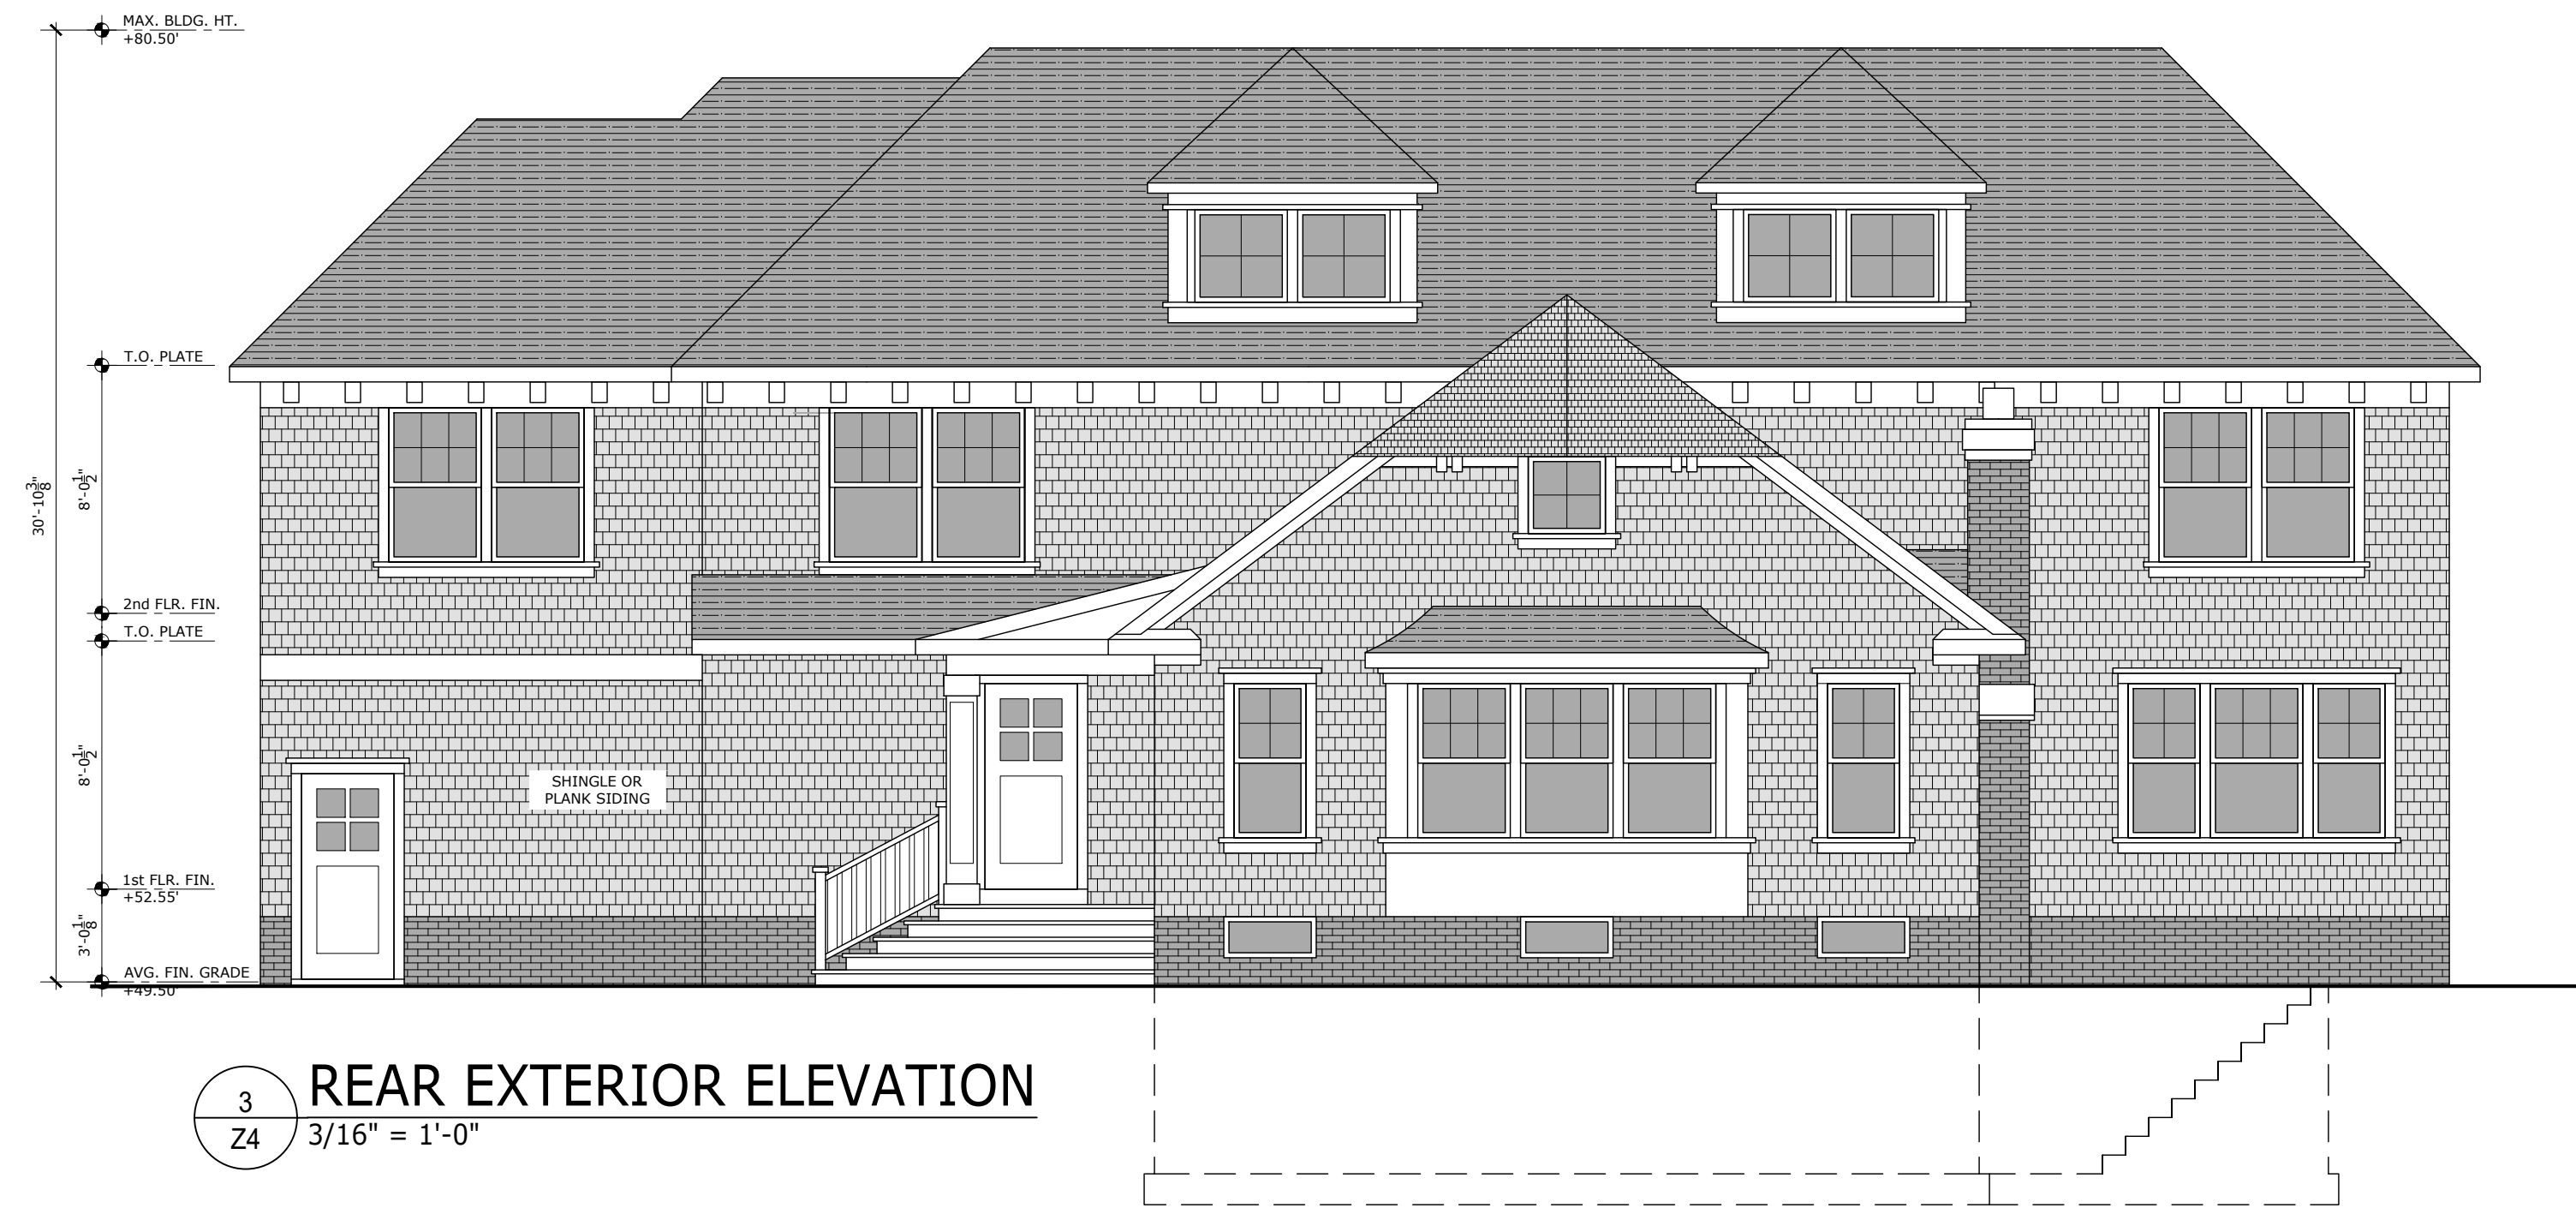 MAX. BLDG. HT.
+80.50'
T.O. PLATE
30'-10 3/8"
8'-0 1/2"
2nd FLR. FIN.
T.O. PLATE
8'-0 1/2"
SHINGLE OR
PLANK SIDING
1st FLR. FIN.
+52.55'
3'-0 1/8"
AVG. FIN. GRADE
+49.50'
3
Z4
REAR EXTERIOR ELEVATION
3/16" = 1'-0"